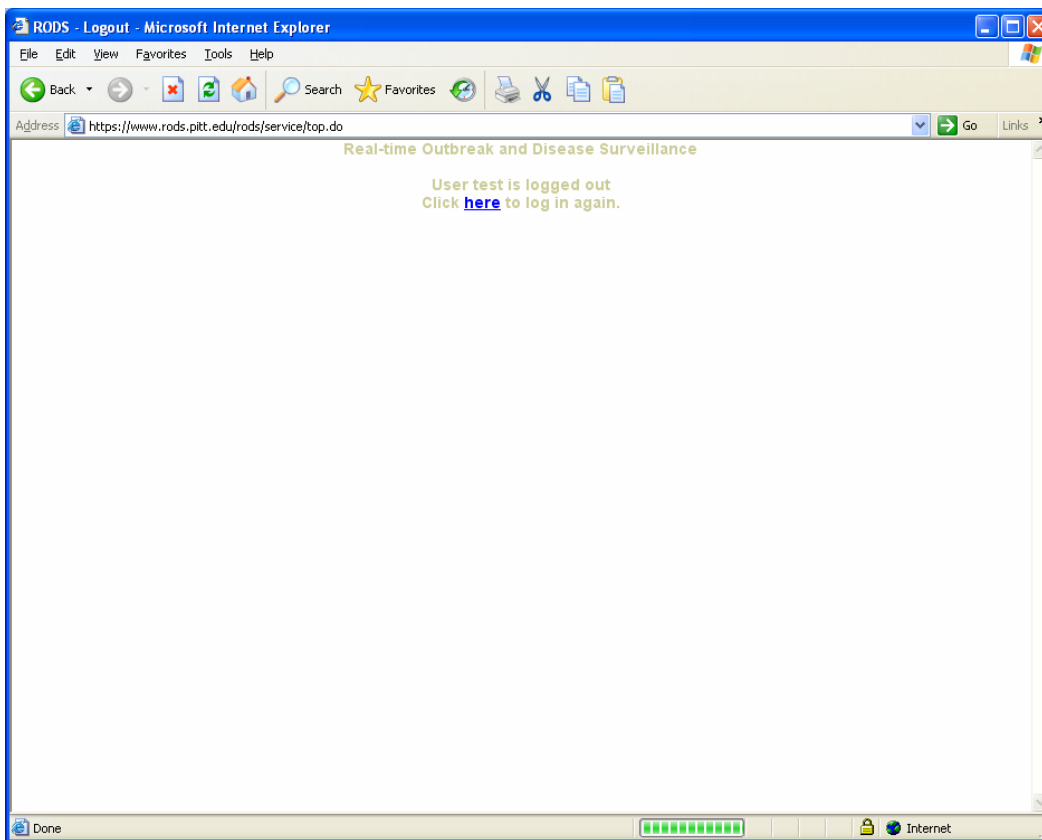 RODS - Logout - Microsoft Internet Explorer
File Edit View Favorites Tools Help
Back Search Favorites
Address https://www.rods.pitt.edu/rods/service/top.do Go Links
Real-time Outbreak and Disease Surveillance
User test is logged out
Click here to log in again.
Done Internet